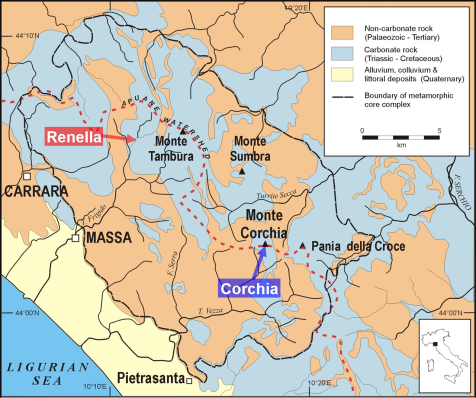 Non-carbonate rock
(Palaeozoic - Tertiary)
Carbonate rock
(Triassic - Cretaceous)
Alluvium, colluvium &
littoral deposits (Quaternary)
Boundary of metamorphic
core complex
0 5
km
44°10'N
APUANE WATERSHED
Renella
Monte
Tambura
Monte
Sumbra
CARRARA
Frigido
Turrite Secca
F. SERCHIO
MASSA
Monte
Corchia
Pania della Croce
F. Serra
Corchia
T. Vezza
44°00'N
LIGURIAN
SEA
10°10'E
Pietrasanta
10°20'E